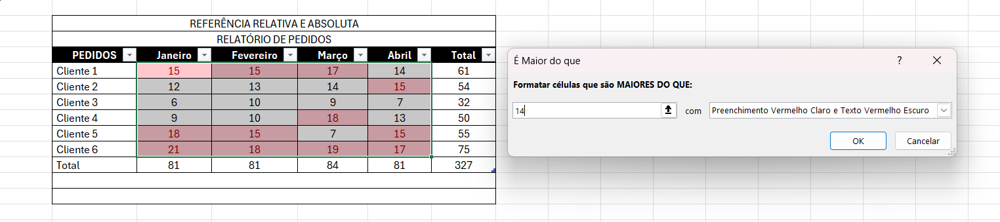 REFERÊNCIA RELATIVA E ABSOLUTA
RELATÓRIO DE PEDIDOS
PEDIDOS Janeiro Fevereiro Março Abril Total
Cliente 1 15 15 17 14 61
Cliente 2 12 13 14 15 54
Cliente 3 6 10 9 7 32
Cliente 4 9 10 18 13 50
Cliente 5 18 15 7 15 55
Cliente 6 21 18 19 17 75
Total 81 81 84 81 327
É Maior do que ?
Formatar células que são MAIORES DO QUE:
14 com Preenchimento Vermelho Claro e Texto Vermelho Escuro
OK Cancelar